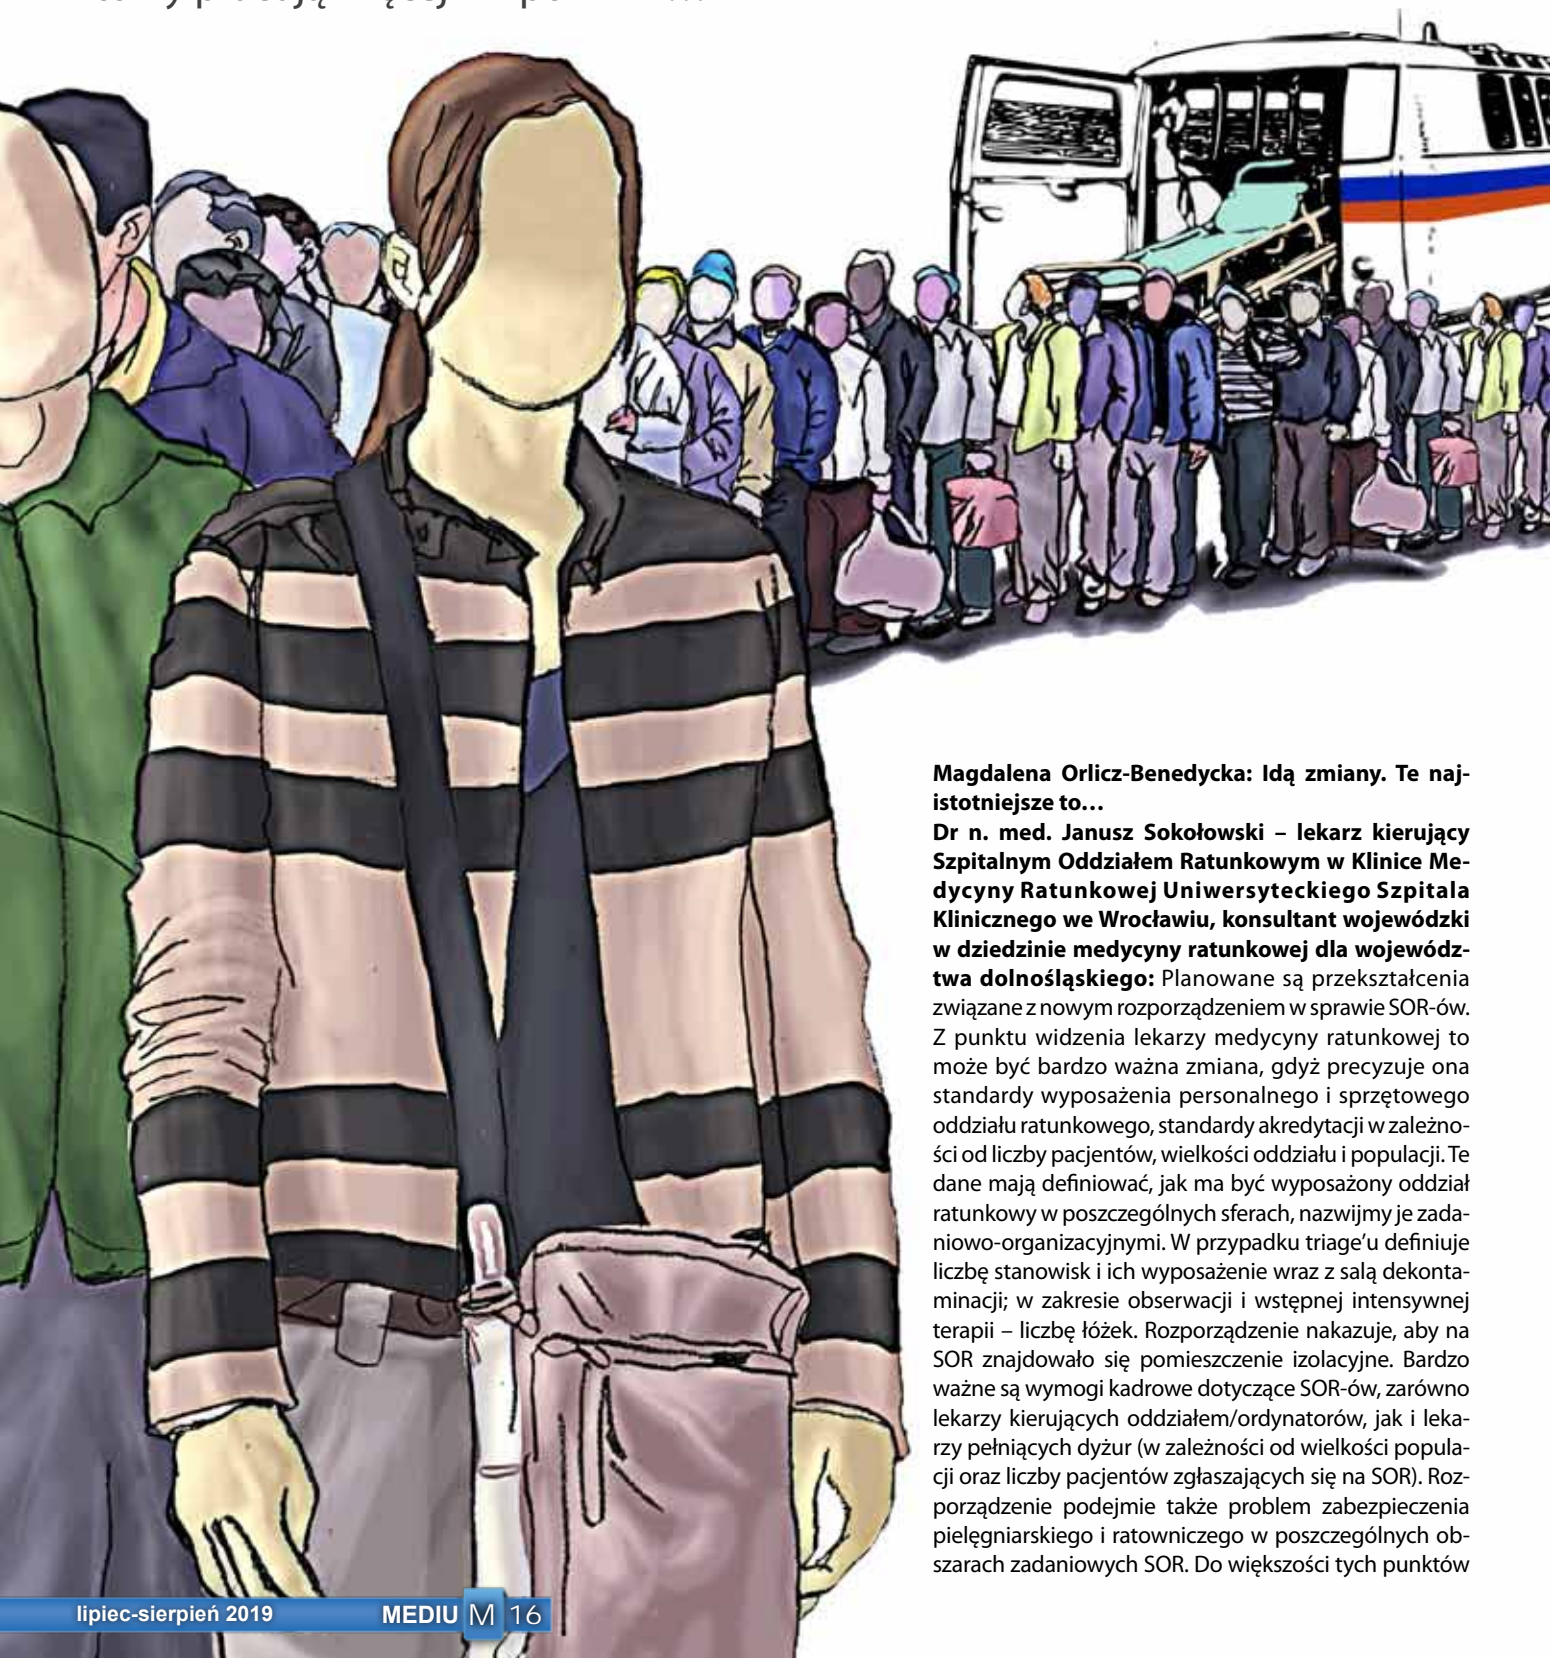 Magdalena Orlicz-Benedycka: Idą zmiany. Te naj-
istotniejsze to…
Dr n. med. Janusz Sokołowski – lekarz kierujący
Szpitalnym Oddziałem Ratunkowym w Klinice Me-
dycyny Ratunkowej Uniwersyteckiego Szpitala
Klinicznego we Wrocławiu, konsultant wojewódzki
w dziedzinie medycyny ratunkowej dla wojewódz-
twa dolnośląskiego: Planowane są przekształcenia
związane z nowym rozporządzeniem w sprawie SOR-ów.
Z punktu widzenia lekarzy medycyny ratunkowej to
może być bardzo ważna zmiana, gdyż precyzuje ona
standardy wyposażenia personalnego i sprzętowego
oddziału ratunkowego, standardy akredytacji w zależno-
ści od liczby pacjentów, wielkości oddziału i populacji. Te
dane mają definiować, jak ma być wyposażony oddział
ratunkowy w poszczególnych sferach, nazwijmy je zada-
niowo-organizacyjnymi. W przypadku triage’u definiuje
liczbę stanowisk i ich wyposażenie wraz z salą dekonta-
minacji; w zakresie obserwacji i wstępnej intensywnej
terapii – liczbę łóżek. Rozporządzenie nakazuje, aby na
SOR znajdowało się pomieszczenie izolacyjne. Bardzo
ważne są wymogi kadrowe dotyczące SOR-ów, zarówno
lekarzy kierujących oddziałem/ordynatorów, jak i leka-
rzy pełniących dyżur (w zależności od wielkości popula-
cji oraz liczby pacjentów zgłaszających się na SOR). Roz-
porządzenie podejmie także problem zabezpieczenia
pielęgniarskiego i ratowniczego w poszczególnych ob-
szarach zadaniowych SOR. Do większości tych punktów
lipiec-sierpień 2019 MEDIUM 16